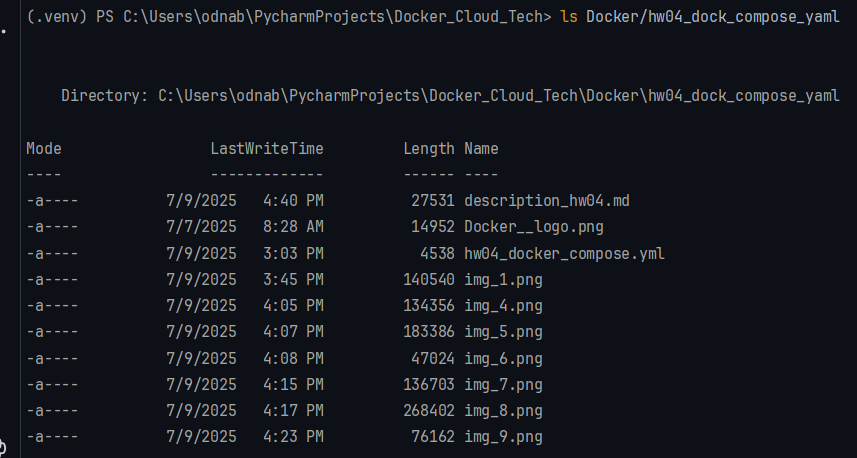 (.venv) PS C:\Users\odnab\PycharmProjects\Docker_Cloud_Tech> ls Docker/hw04_dock_compose_yaml
Directory: C:\Users\odnab\PycharmProjects\Docker_Cloud_Tech\Docker\hw04_dock_compose_yaml
Mode LastWriteTime Length Name
---- ------------- ------ ----
-a---- 7/9/2025 4:40 PM 27531 description_hw04.md
-a---- 7/7/2025 8:28 AM 14952 Docker__logo.png
-a---- 7/9/2025 3:03 PM 4538 hw04_docker_compose.yml
-a---- 7/9/2025 3:45 PM 140540 img_1.png
-a---- 7/9/2025 4:05 PM 134356 img_4.png
-a---- 7/9/2025 4:07 PM 183386 img_5.png
-a---- 7/9/2025 4:08 PM 47024 img_6.png
-a---- 7/9/2025 4:15 PM 136703 img_7.png
-a---- 7/9/2025 4:17 PM 268402 img_8.png
-a---- 7/9/2025 4:23 PM 76162 img_9.png